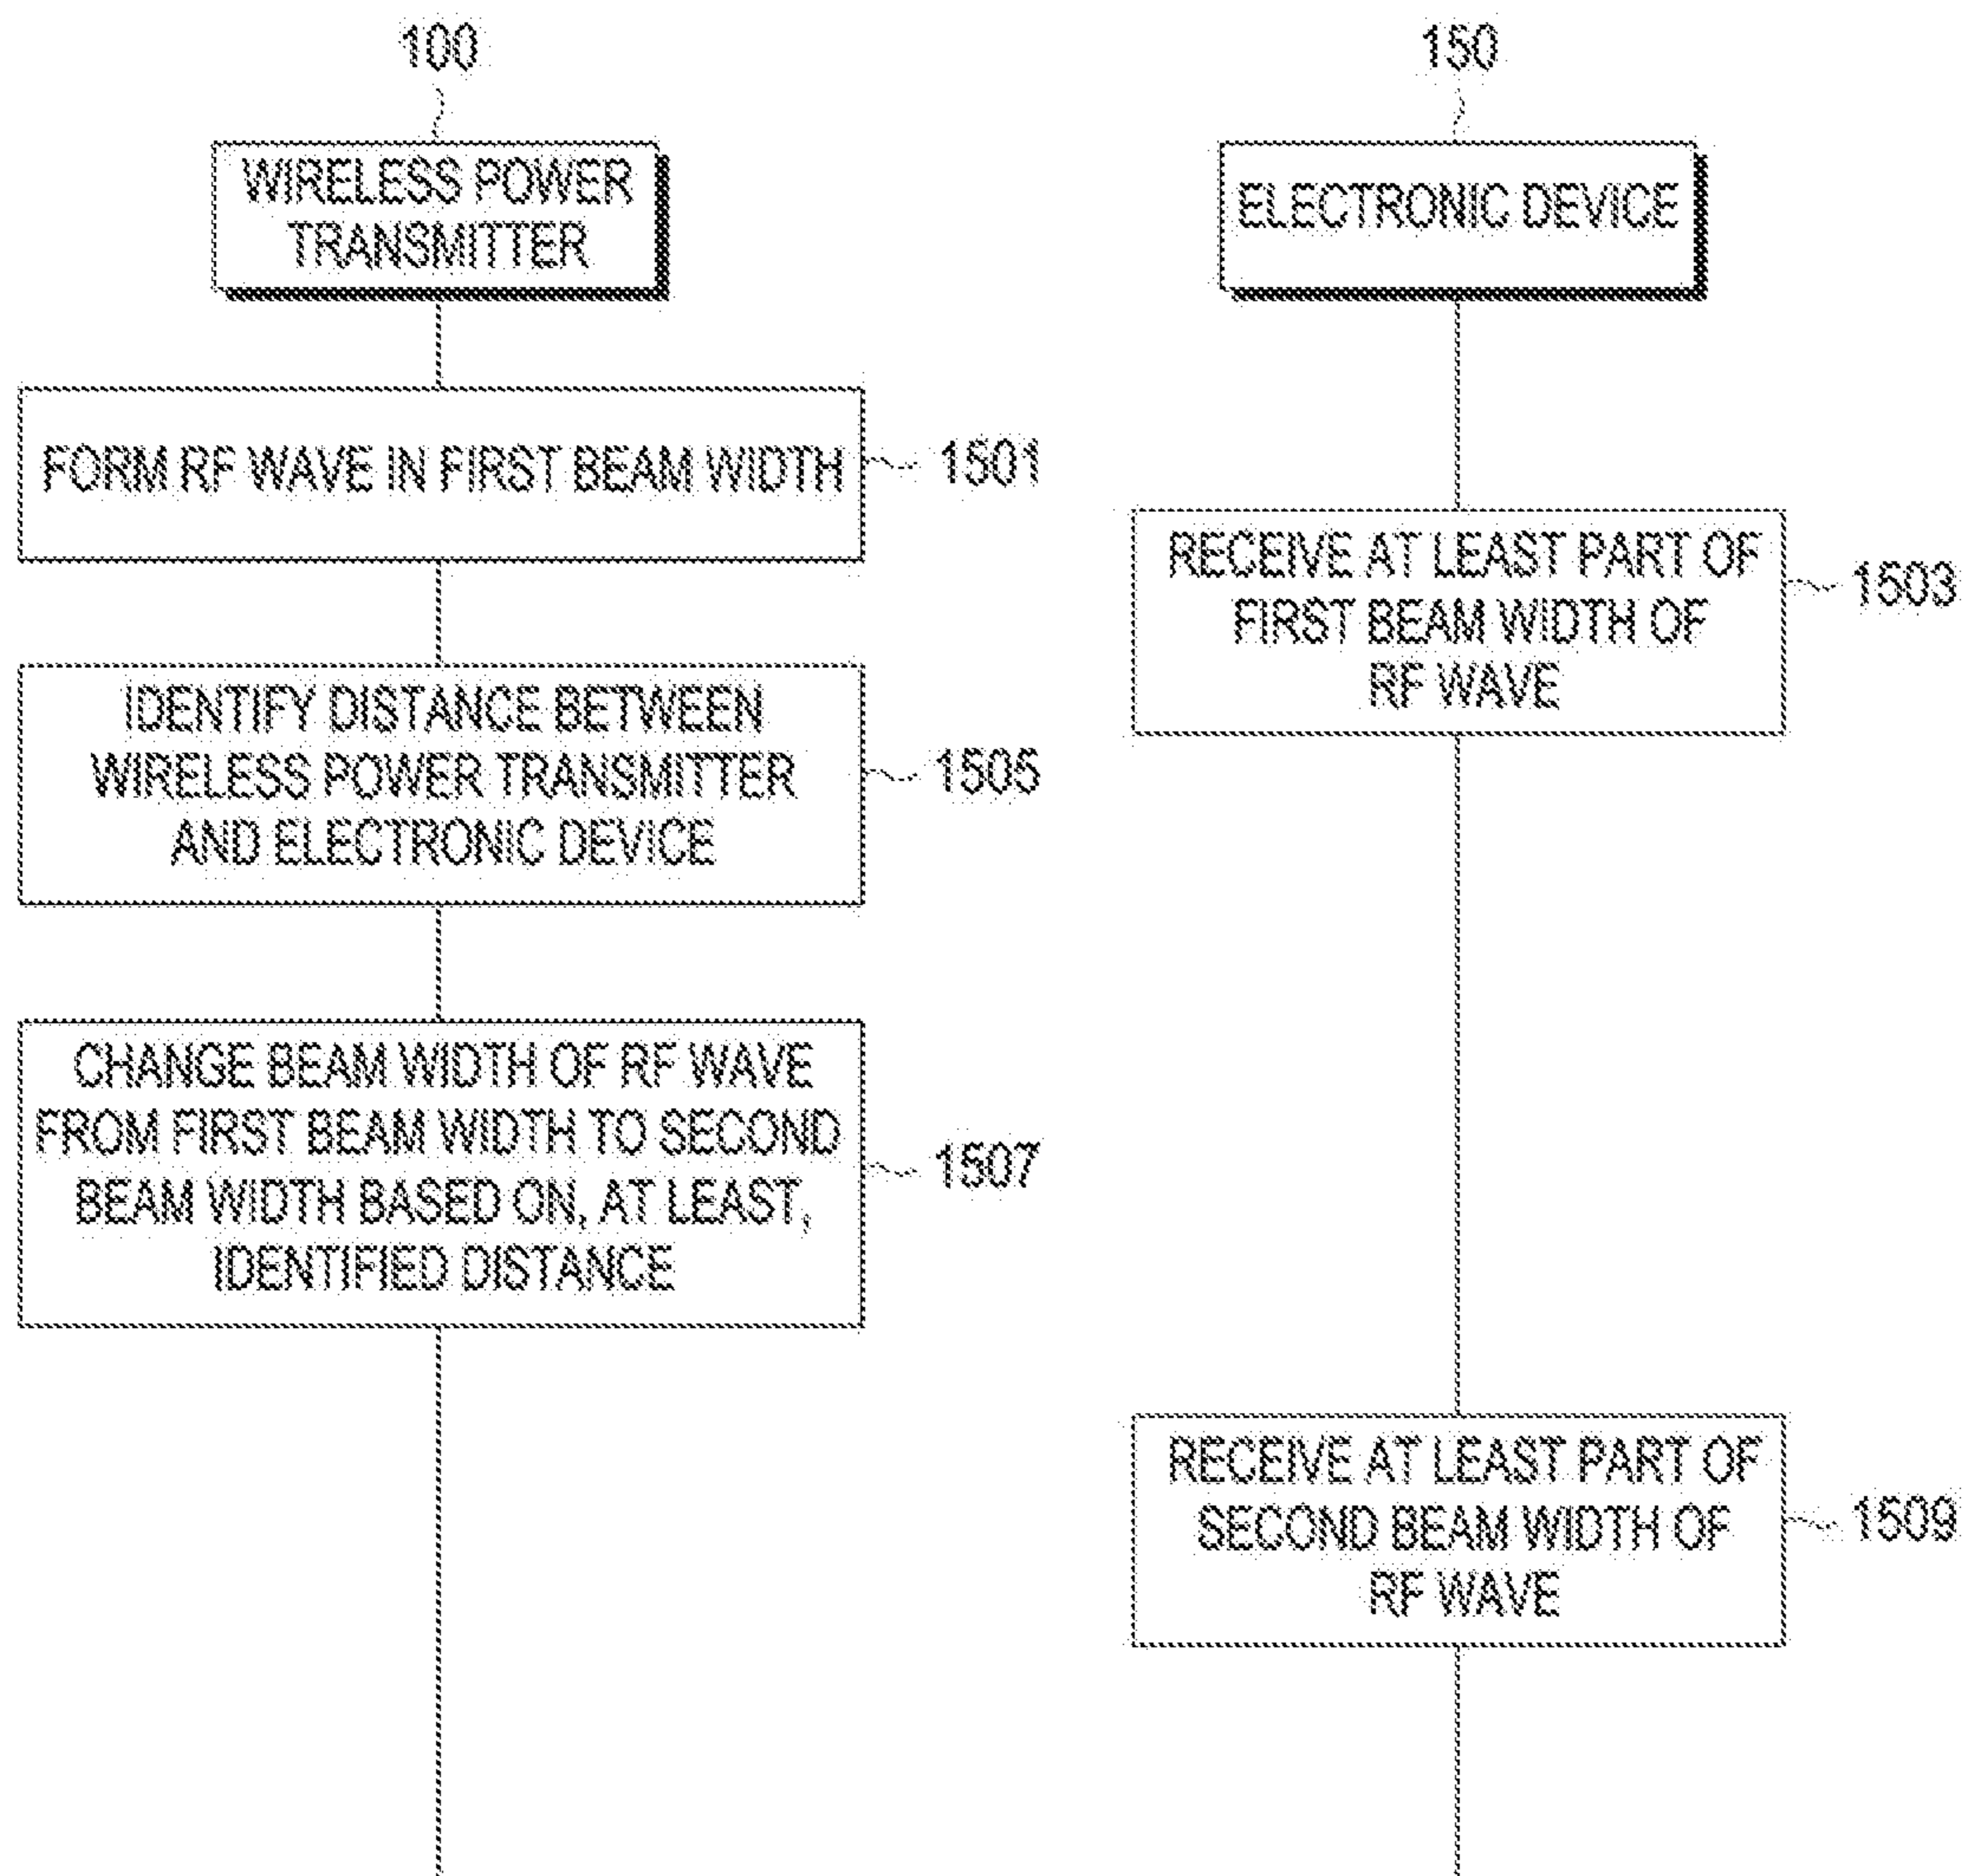 100
WIRELESS POWER
TRANSMITTER
150
ELECTRONIC DEVICE
FORM RF WAVE IN FIRST BEAM WIDTH
1501
RECEIVE AT LEAST PART OF
FIRST BEAM WIDTH OF
RF WAVE
1503
IDENTIFY DISTANCE BETWEEN
WIRELESS POWER TRANSMITTER
AND ELECTRONIC DEVICE
1505
CHANGE BEAM WIDTH OF RF WAVE
FROM FIRST BEAM WIDTH TO SECOND
BEAM WIDTH BASED ON, AT LEAST,
IDENTIFIED DISTANCE
1507
RECEIVE AT LEAST PART OF
SECOND BEAM WIDTH OF
RF WAVE
1509